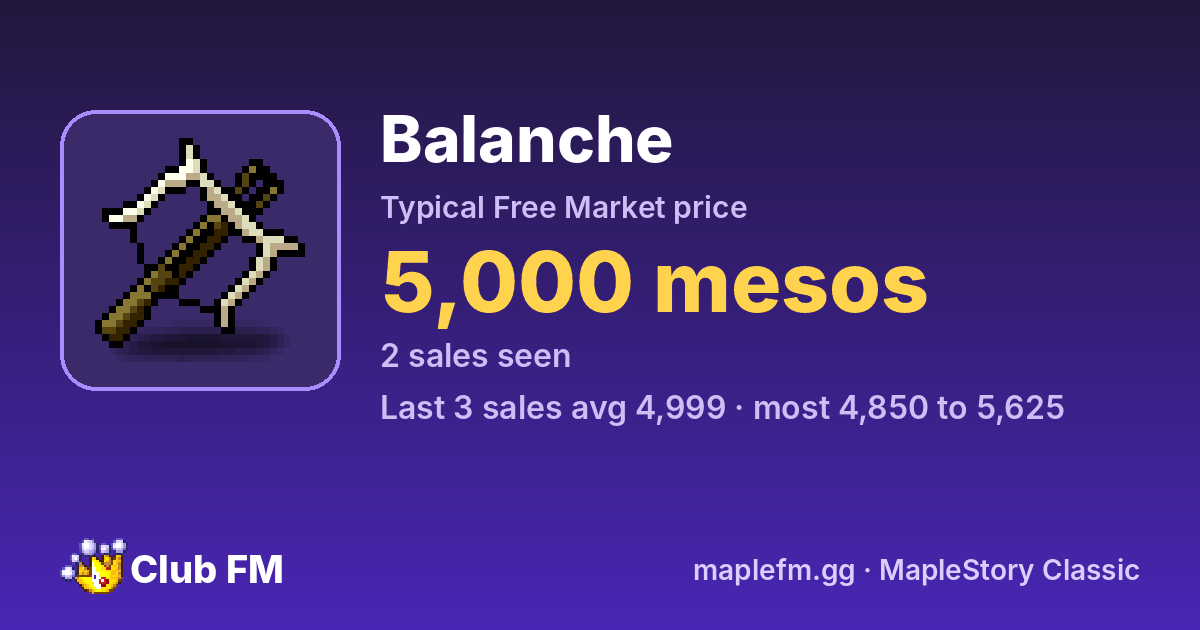 Balanche
Typical Free Market price
5,000 mesos
2 sales seen
Last 3 sales avg 4,999 · most 4,850 to 5,625
Club FM
maplefm.gg · MapleStory Classic